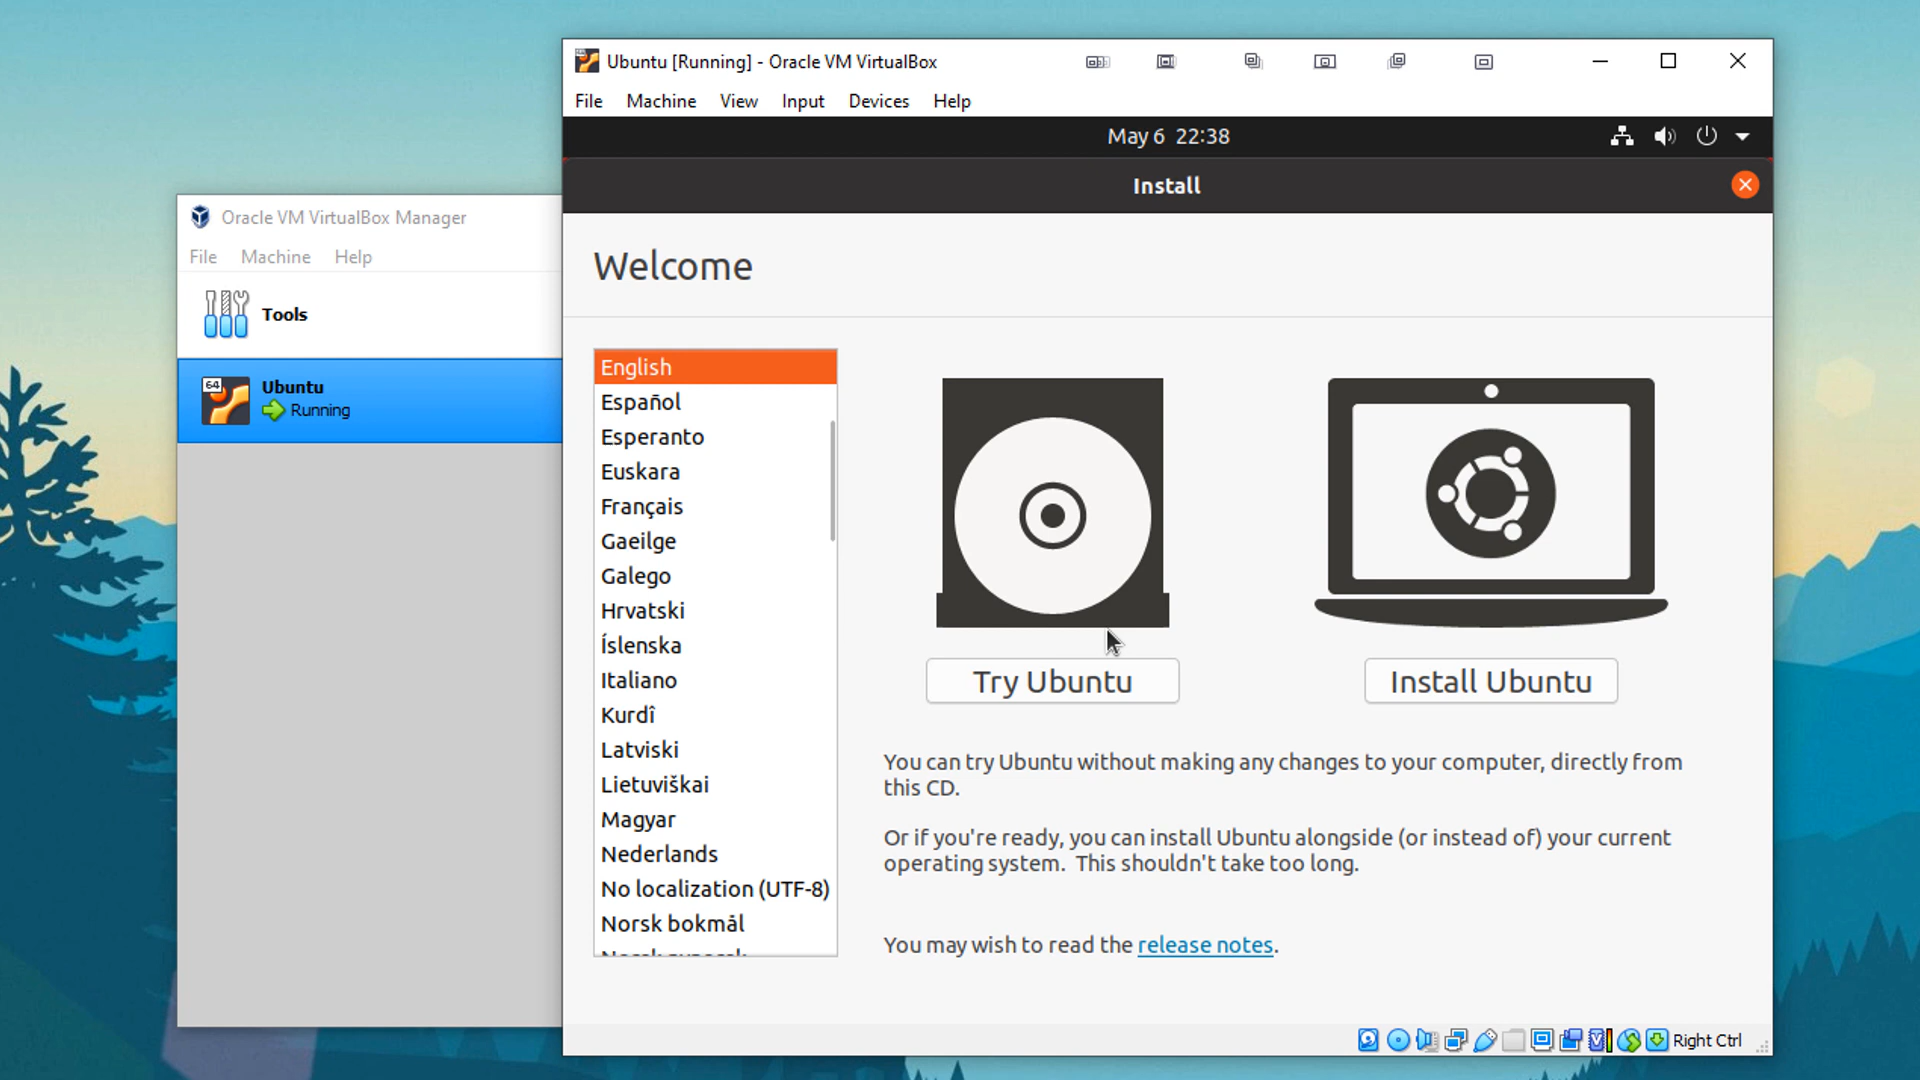 Ubuntu [Running] - Oracle VM VirtualBox
File Machine View Input Devices Help
May 6 22:38
Install
Oracle VM VirtualBox Manager
File Machine Help
Tools
64
Ubuntu
Running
Welcome
English
Español
Esperanto
Euskara
Français
Gaeilge
Galego
Hrvatski
Íslenska
Italiano
Kurdî
Latviski
Lietuviškai
Magyar
Nederlands
No localization (UTF-8)
Norsk bokmål
Try Ubuntu
Install Ubuntu
You can try Ubuntu without making any changes to your computer, directly from
this CD.
Or if you're ready, you can install Ubuntu alongside (or instead of) your current
operating system. This shouldn't take too long.
You may wish to read the release notes.
Right Ctrl